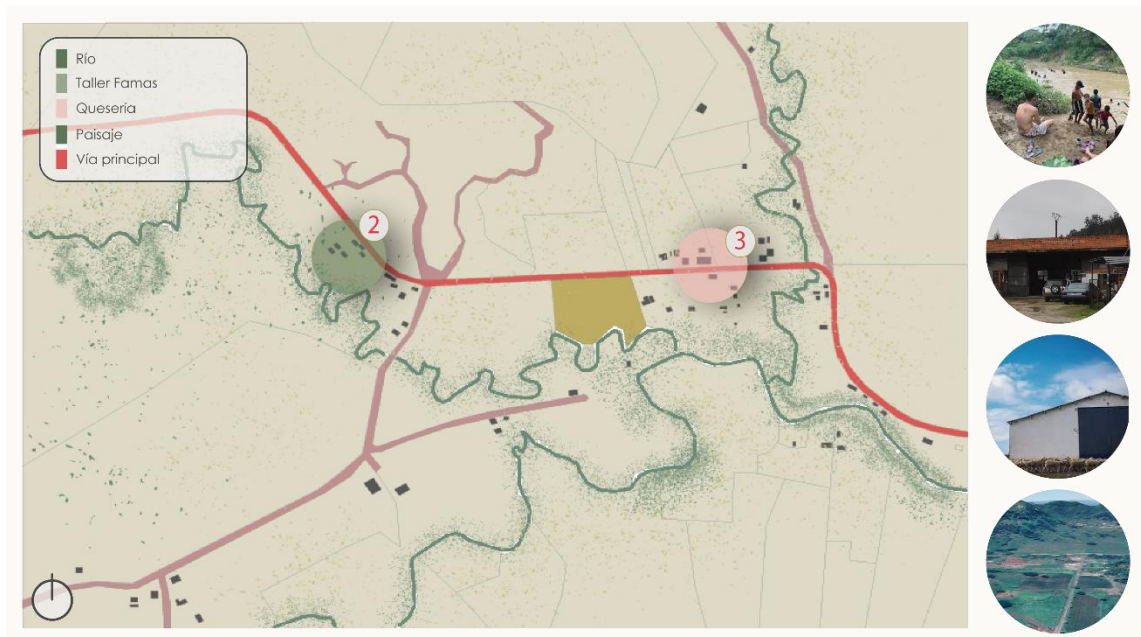 Río
Taller Famas
Quesería
Paisaje
Vía principal
2
3